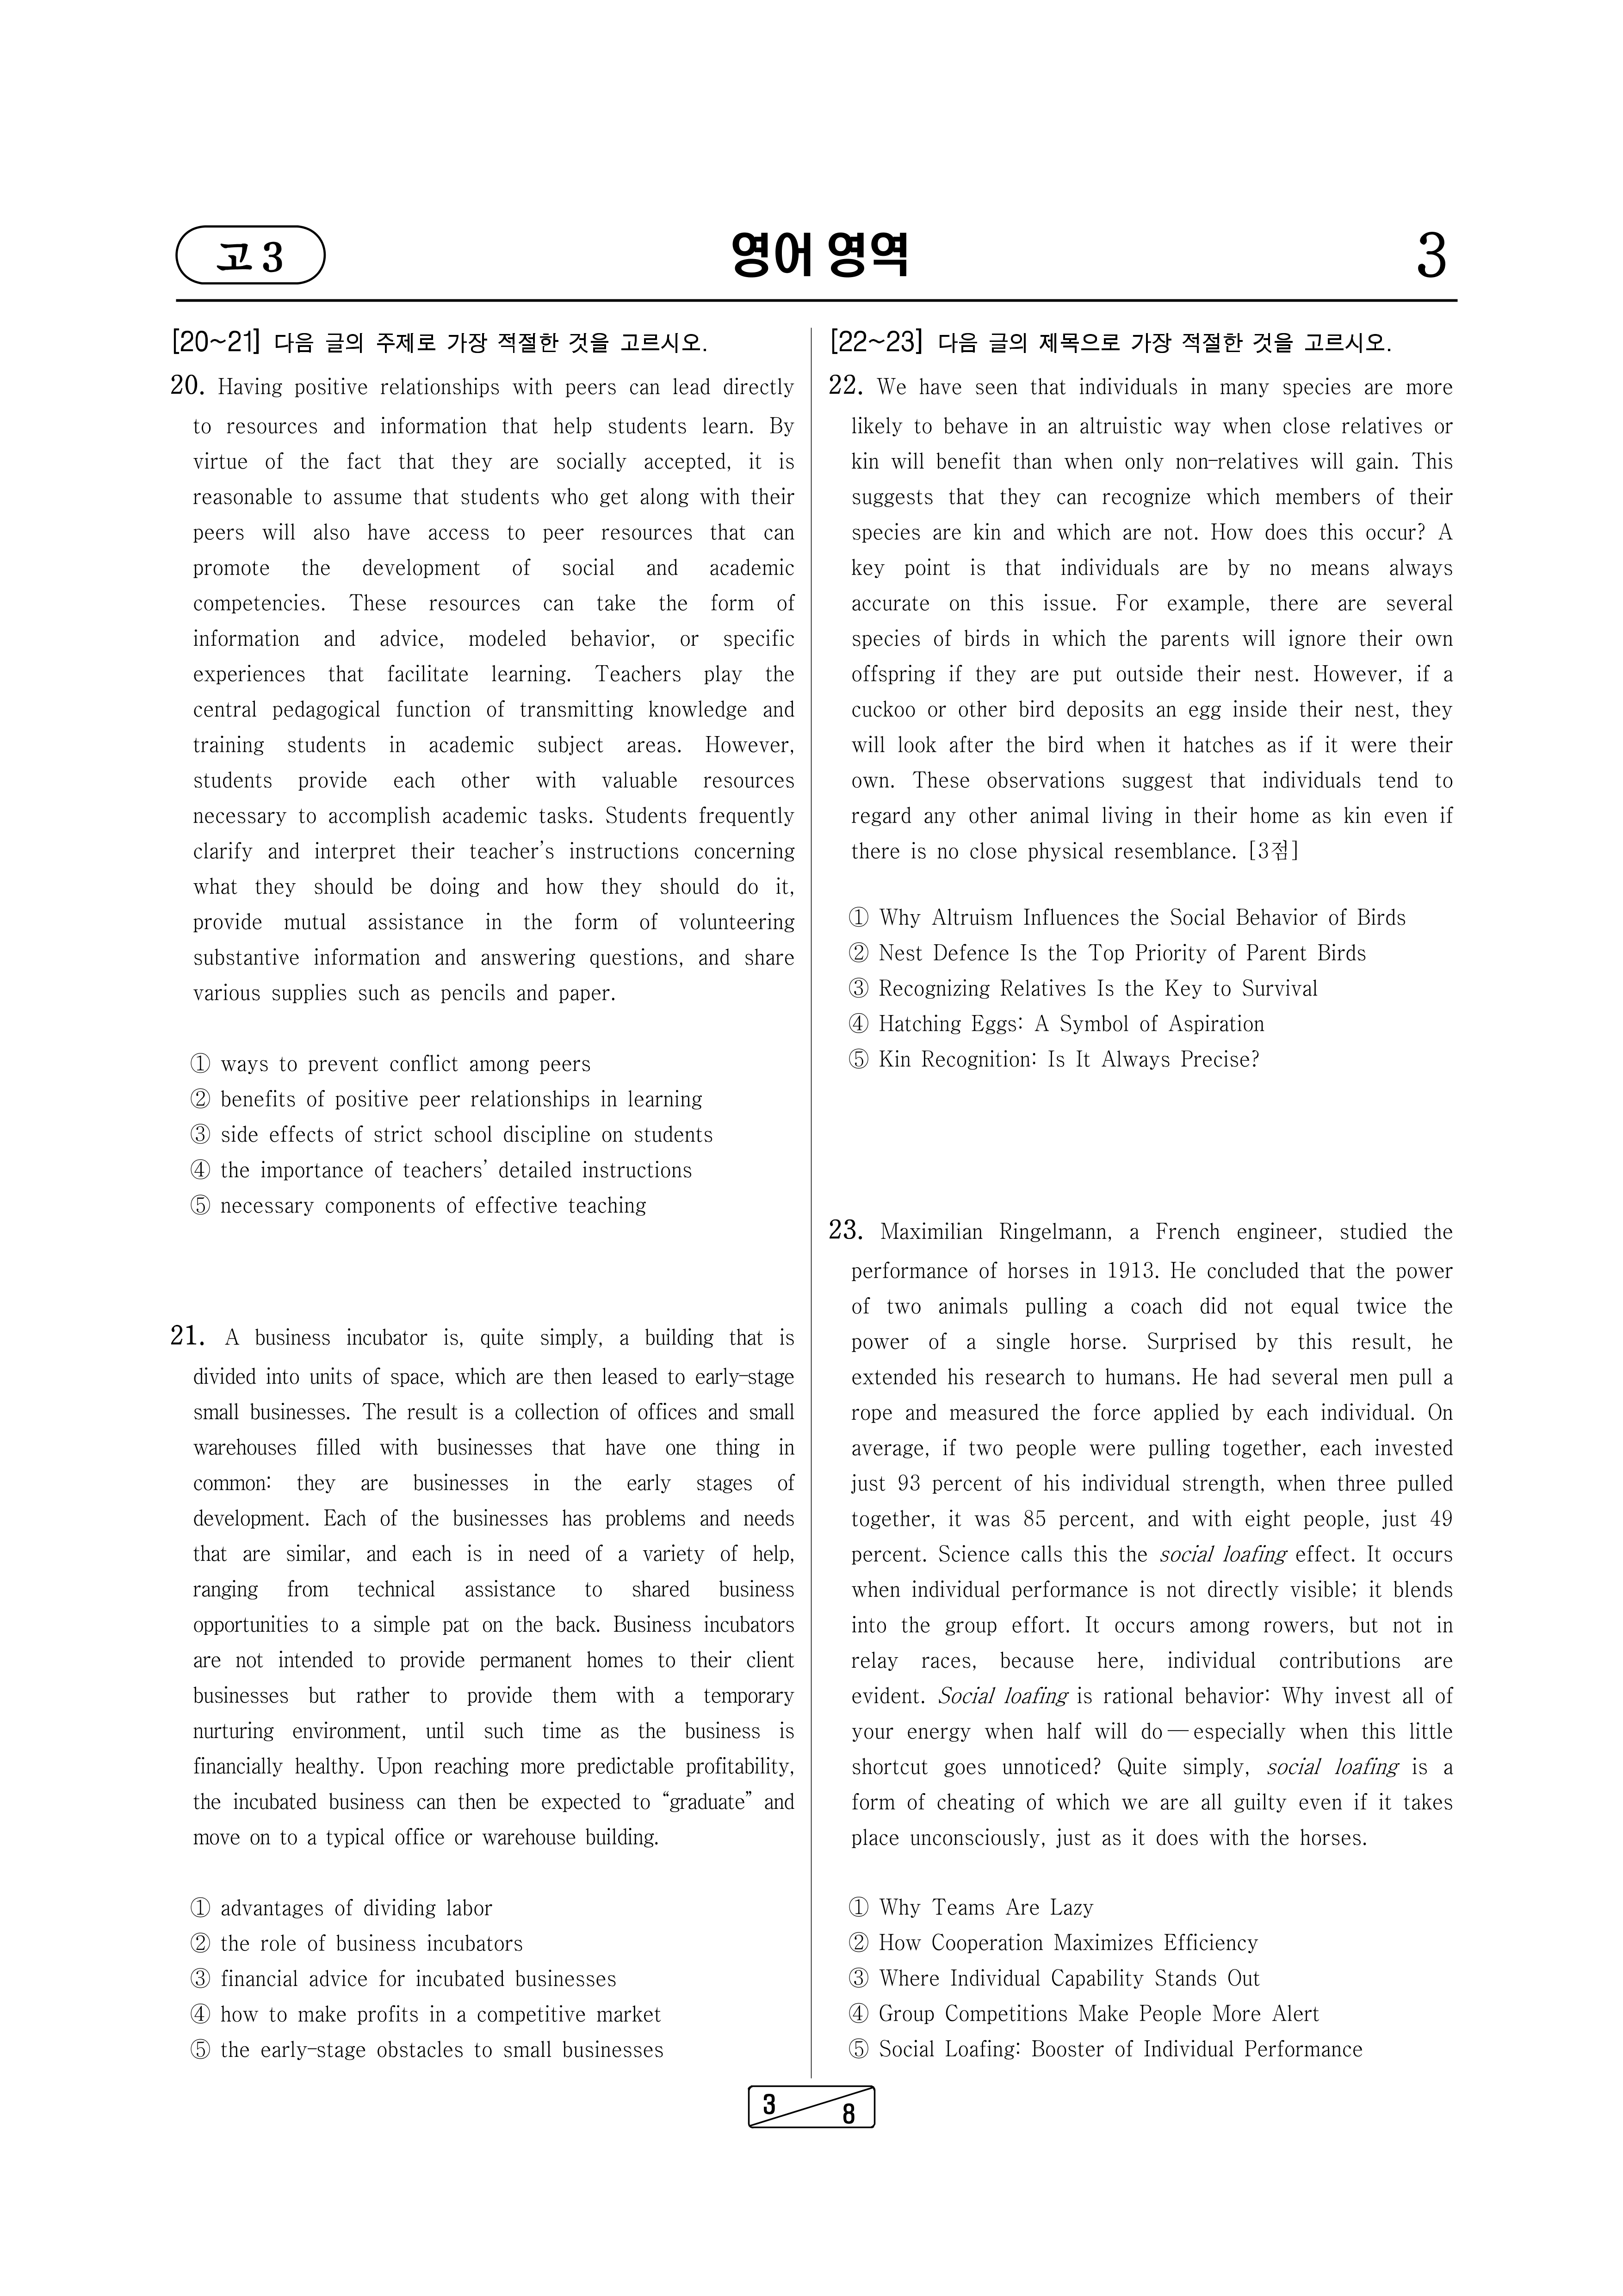 고 3
영어 영역
3
[20~21] 다음 글의 주제로 가장 적절한 것을 고르시오.
20. Having positive relationships with peers can lead directly
to resources and information that help students learn. By
virtue of the fact that they are socially accepted, it is
reasonable to assume that students who get along with their
peers will also have access to peer resources that can
promote the development of social and academic
competencies. These resources can take the form of
information and advice, modeled behavior, or specific
experiences that facilitate learning. Teachers play the
central pedagogical function of transmitting knowledge and
training students in academic subject areas. However,
students provide each other with valuable resources
necessary to accomplish academic tasks. Students frequently
clarify and interpret their teacher's instructions concerning
what they should be doing and how they should do it,
provide mutual assistance in the form of volunteering
substantive information and answering questions, and share
various supplies such as pencils and paper.
① ways to prevent conflict among peers
② benefits of positive peer relationships in learning
③ side effects of strict school discipline on students
④ the importance of teachers' detailed instructions
⑤ necessary components of effective teaching
21. A business incubator is, quite simply, a building that is
divided into units of space, which are then leased to early-stage
small businesses. The result is a collection of offices and small
warehouses filled with businesses that have one thing in
common: they are businesses in the early stages of
development. Each of the businesses has problems and needs
that are similar, and each is in need of a variety of help,
ranging from technical assistance to shared business
opportunities to a simple pat on the back. Business incubators
are not intended to provide permanent homes to their client
businesses but rather to provide them with a temporary
nurturing environment, until such time as the business is
financially healthy. Upon reaching more predictable profitability,
the incubated business can then be expected to “graduate” and
move on to a typical office or warehouse building.
① advantages of dividing labor
② the role of business incubators
③ financial advice for incubated businesses
④ how to make profits in a competitive market
⑤ the early-stage obstacles to small businesses
[22~23] 다음 글의 제목으로 가장 적절한 것을 고르시오.
22. We have seen that individuals in many species are more
likely to behave in an altruistic way when close relatives or
kin will benefit than when only non-relatives will gain. This
suggests that they can recognize which members of their
species are kin and which are not. How does this occur? A
key point is that individuals are by no means always
accurate on this issue. For example, there are several
species of birds in which the parents will ignore their own
offspring if they are put outside their nest. However, if a
cuckoo or other bird deposits an egg inside their nest, they
will look after the bird when it hatches as if it were their
own. These observations suggest that individuals tend to
regard any other animal living in their home as kin even if
there is no close physical resemblance. [3점]
① Why Altruism Influences the Social Behavior of Birds
② Nest Defence Is the Top Priority of Parent Birds
③ Recognizing Relatives Is the Key to Survival
④ Hatching Eggs: A Symbol of Aspiration
⑤ Kin Recognition: Is It Always Precise?
23. Maximilian Ringelmann, a French engineer, studied the
performance of horses in 1913. He concluded that the power
of two animals pulling a coach did not equal twice the
power of a single horse. Surprised by this result, he
extended his research to humans. He had several men pull a
rope and measured the force applied by each individual. On
average, if two people were pulling together, each invested
just 93 percent of his individual strength, when three pulled
together, it was 85 percent, and with eight people, just 49
percent. Science calls this the social loafing effect. It occurs
when individual performance is not directly visible; it blends
into the group effort. It occurs among rowers, but not in
relay races, because here, individual contributions are
evident. Social loafing is rational behavior: Why invest all of
your energy when half will do — especially when this little
shortcut goes unnoticed? Quite simply, social loafing is a
form of cheating of which we are all guilty even if it takes
place unconsciously, just as it does with the horses.
① Why Teams Are Lazy
② How Cooperation Maximizes Efficiency
③ Where Individual Capability Stands Out
④ Group Competitions Make People More Alert
⑤ Social Loafing: Booster of Individual Performance
3
8